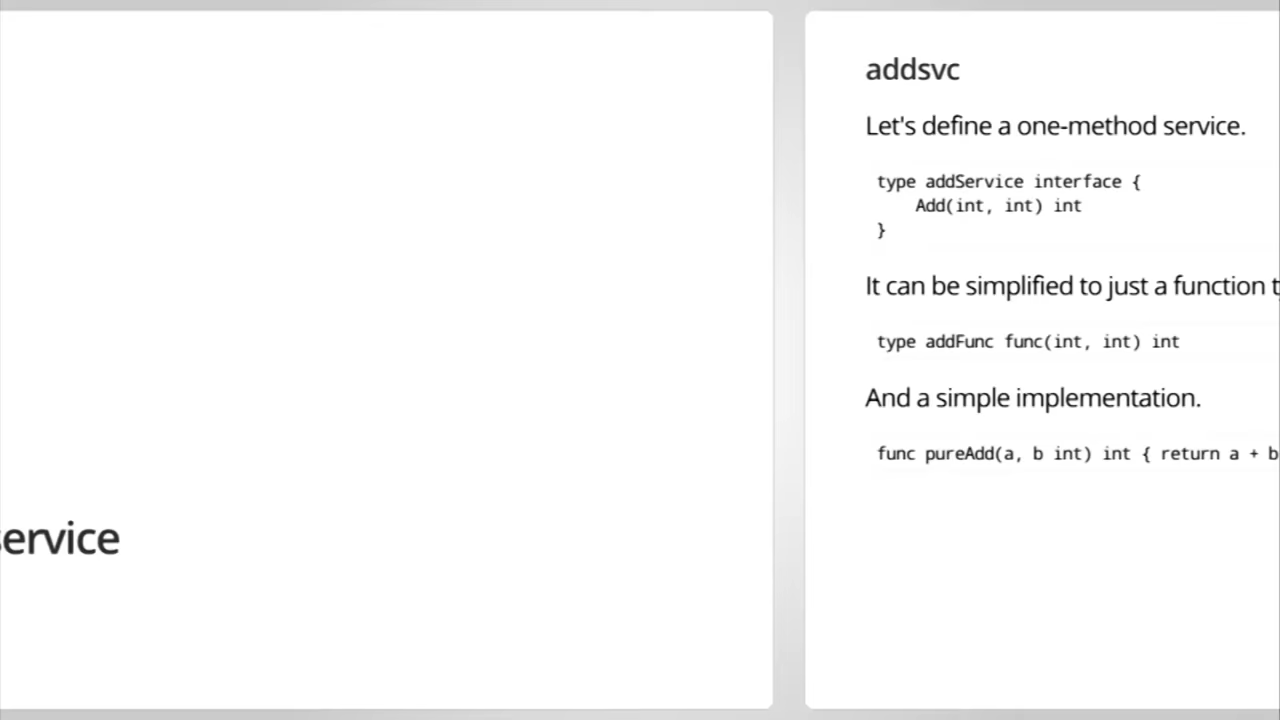 addsvc
Let's define a one-method service.
type addService interface {
    Add(int, int) int
}
It can be simplified to just a function
type addFunc func(int, int) int
And a simple implementation.
func pureAdd(a, b int) int { return a + b
service